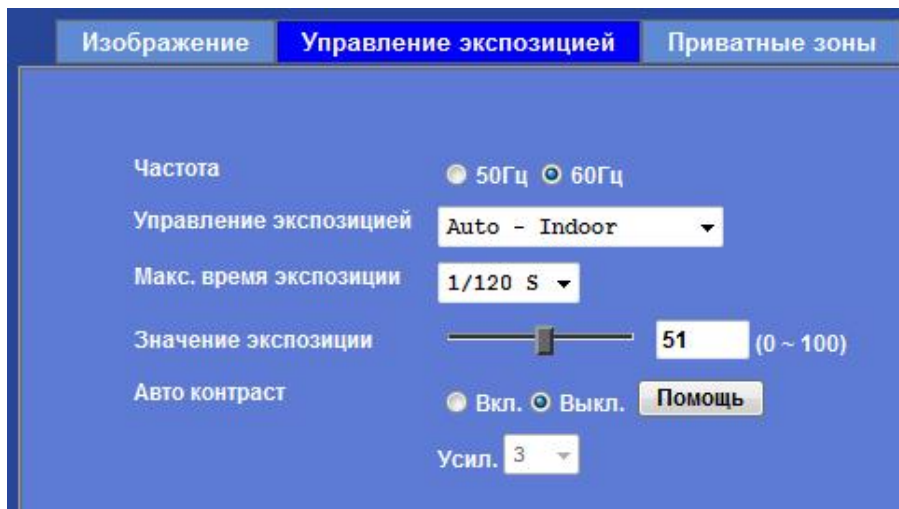 Изображение Управление экспозицией Приватные зоны
Частота 50Гц 60Гц
Управление экспозицией Auto - Indoor
Макс. время экспозиции 1/120 S
Значение экспозиции 51 (0 ~ 100)
Авто контраст Вкл. Выкл. Помощь
Усил. 3